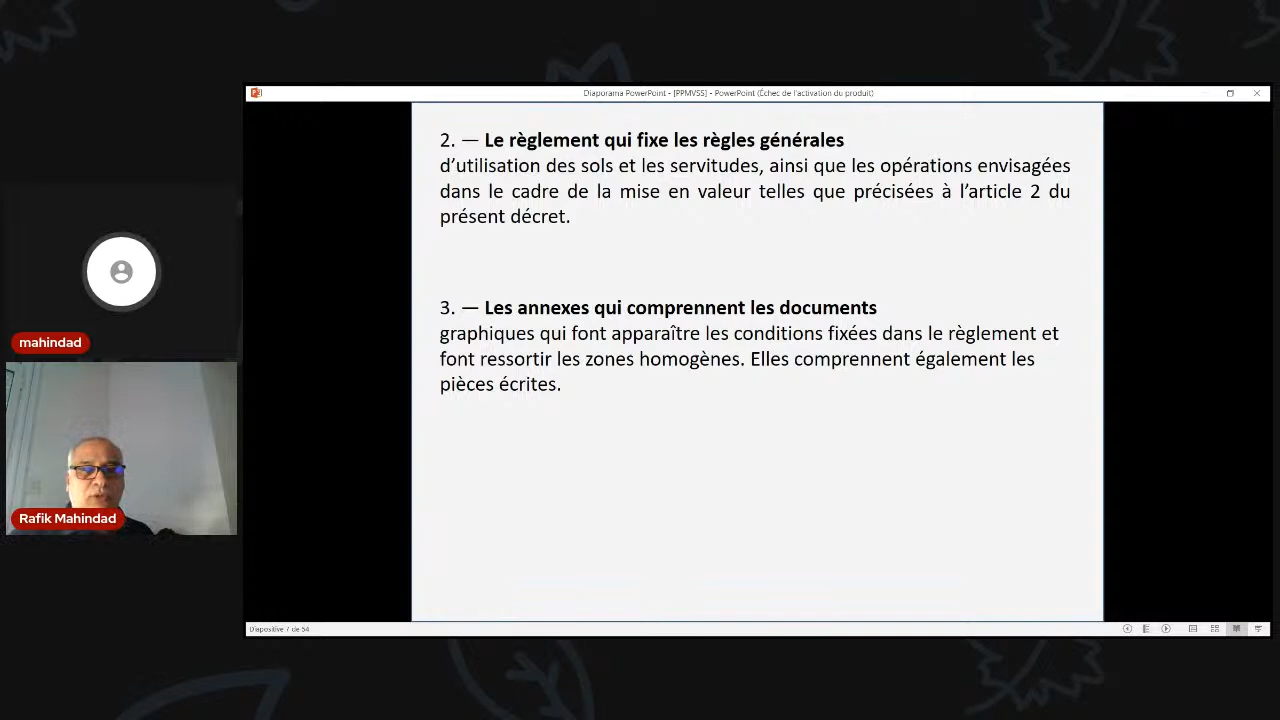 Diaporama PowerPoint - [PPMVSS] - PowerPoint (Échec de l'activation du produit)
2. — Le règlement qui fixe les règles générales
d’utilisation des sols et les servitudes, ainsi que les opérations envisagées
dans le cadre de la mise en valeur telles que précisées à l’article 2 du
présent décret.
3. — Les annexes qui comprennent les documents
graphiques qui font apparaître les conditions fixées dans le règlement et
font ressortir les zones homogènes. Elles comprennent également les
pièces écrites.
mahindad
Rafik Mahindad
Diapositive 7 de 54